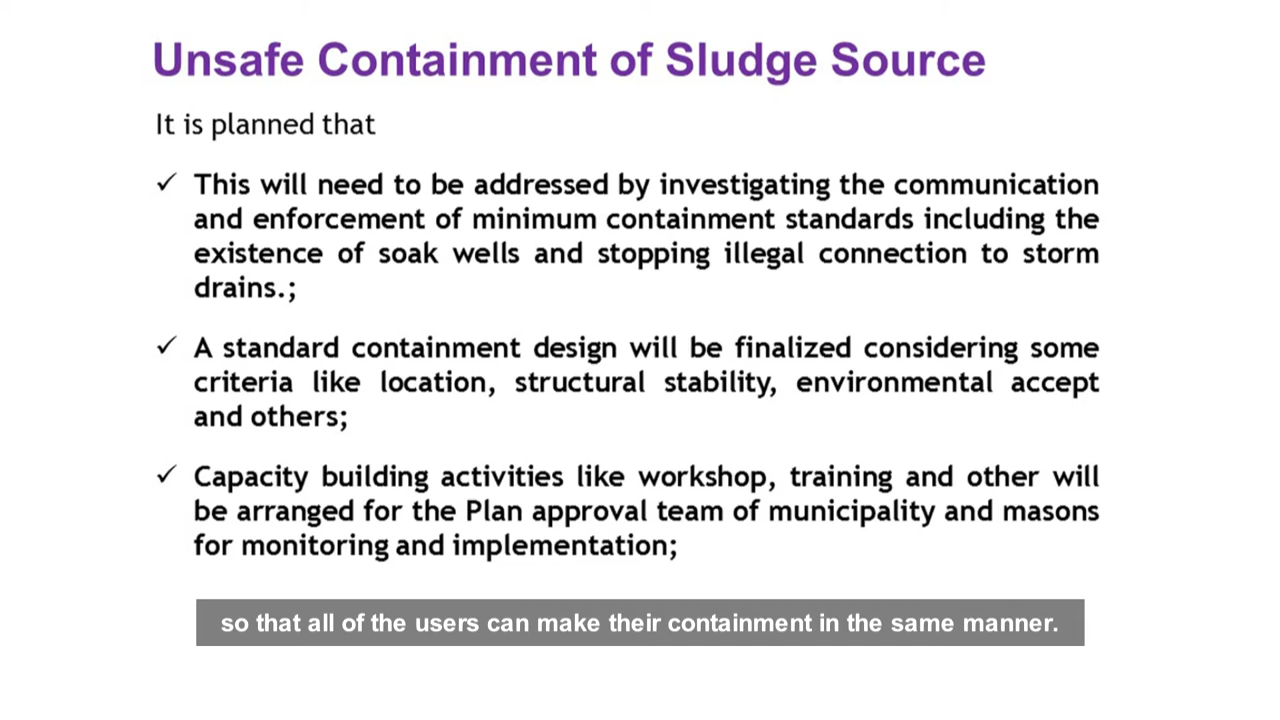 Unsafe Containment of Sludge Source
It is planned that
✓ This will need to be addressed by investigating the communication
and enforcement of minimum containment standards including the
existence of soak wells and stopping illegal connection to storm
drains.;
✓ A standard containment design will be finalized considering some
criteria like location, structural stability, environmental accept
and others;
✓ Capacity building activities like workshop, training and other will
be arranged for the Plan approval team of municipality and masons
for monitoring and implementation;
so that all of the users can make their containment in the same manner.